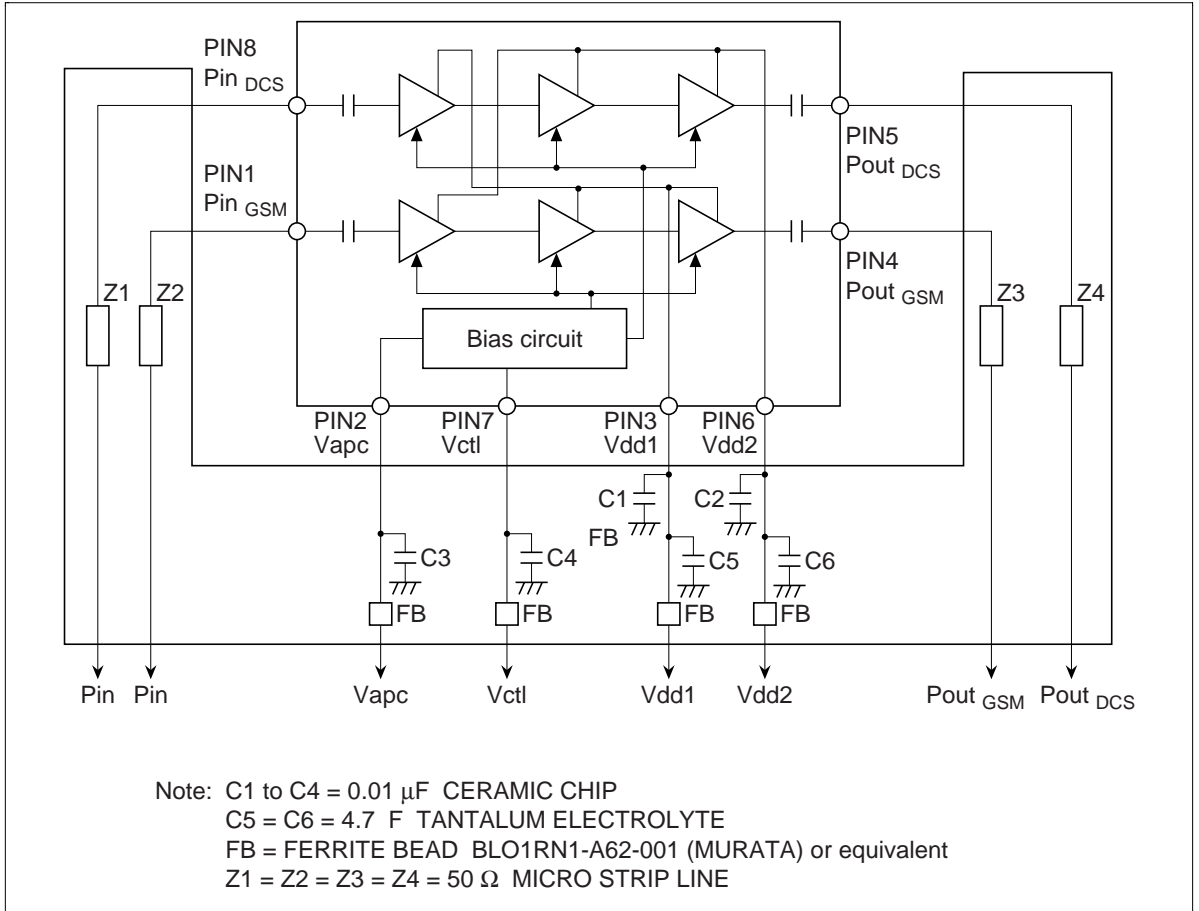 PIN8
Pin DCS
PIN5
Pout DCS
PIN1
Pin GSM
PIN4
Pout GSM
Z1 Z2 Z3 Z4
Bias circuit
PIN2 PIN7 PIN3 PIN6
Vapc Vctl Vdd1 Vdd2
C1 C2
FB
C3 C4 C5 C6
FB FB FB FB
Pin Pin Vapc Vctl Vdd1 Vdd2 Pout GSM Pout DCS
Note: C1 to C4 = 0.01 μF CERAMIC CHIP
C5 = C6 = 4.7 F TANTALUM ELECTROLYTE
FB = FERRITE BEAD BLO1RN1-A62-001 (MURATA) or equivalent
Z1 = Z2 = Z3 = Z4 = 50 Ω MICRO STRIP LINE